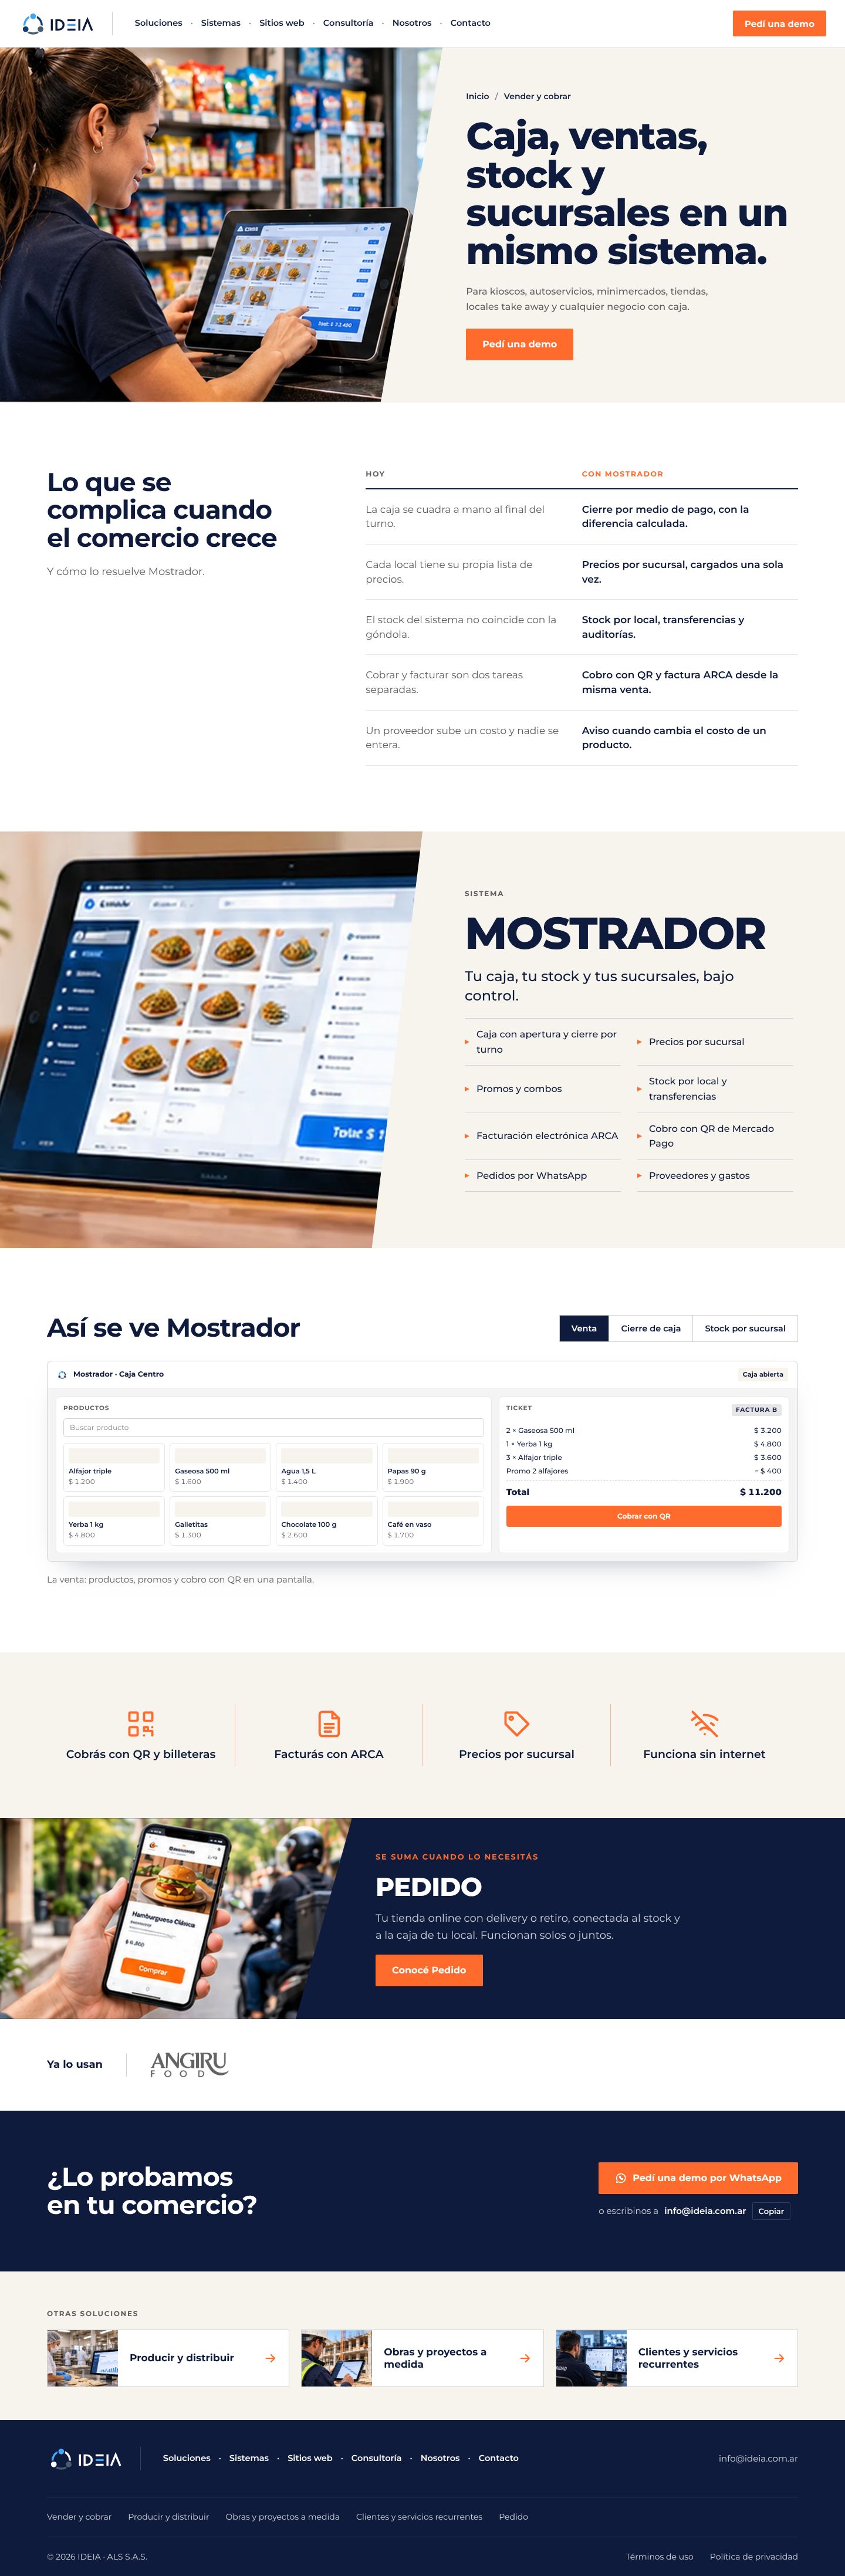 IDEIA
Soluciones · Sistemas · Sitios web · Consultoría · Nosotros · Contacto
Pedí una demo
Inicio / Vender y cobrar
Caja, ventas,
stock y
sucursales en un
mismo sistema.
Para kioscos, autoservicios, minimercados, tiendas,
locales take away y cualquier negocio con caja.
Pedí una demo
Lo que se
complica cuando
el comercio crece
Y cómo lo resuelve Mostrador.
HOY
CON MOSTRADOR
La caja se cuadra a mano al final del
turno.
Cierre por medio de pago, con la
diferencia calculada.
Cada local tiene su propia lista de
precios.
Precios por sucursal, cargados una sola
vez.
El stock del sistema no coincide con la
góndola.
Stock por local, transferencias y
auditorías.
Cobrar y facturar son dos tareas
separadas.
Cobro con QR y factura ARCA desde la
misma venta.
Un proveedor sube un costo y nadie se
entera.
Aviso cuando cambia el costo de un
producto.
SISTEMA
MOSTRADOR
Tu caja, tu stock y tus sucursales, bajo
control.
Caja con apertura y cierre por
turno
Precios por sucursal
Promos y combos
Stock por local y
transferencias
Facturación electrónica ARCA
Cobro con QR de Mercado
Pago
Pedidos por WhatsApp
Proveedores y gastos
Así se ve Mostrador
Venta
Cierre de caja
Stock por sucursal
Mostrador · Caja Centro
Caja abierta
PRODUCTOS
Buscar producto
Alfajor triple
$ 1.200
Gaseosa 500 ml
$ 1.600
Agua 1,5 L
$ 1.400
Papas 90 g
$ 1.900
Yerba 1 kg
$ 4.800
Galletitas
$ 1.300
Chocolate 100 g
$ 2.600
Café en vaso
$ 1.700
TICKET
FACTURA B
2 × Gaseosa 500 ml $ 3.200
1 × Yerba 1 kg $ 4.800
3 × Alfajor triple $ 3.600
Promo 2 alfajores − $ 400
Total $ 11.200
Cobrar con QR
La venta: productos, promos y cobro con QR en una pantalla.
Cobrás con QR y billeteras
Facturás con ARCA
Precios por sucursal
Funciona sin internet
Hamburguesa Clásica
Comprar
SE SUMA CUANDO LO NECESITÁS
PEDIDO
Tu tienda online con delivery o retiro, conectada al stock y
a la caja de tu local. Funcionan solos o juntos.
Conocé Pedido
Ya lo usan
ANGIRU
FOOD
¿Lo probamos
en tu comercio?
Pedí una demo por WhatsApp
o escribinos a info@ideia.com.ar Copiar
OTRAS SOLUCIONES
Producir y distribuir
Obras y proyectos a
medida
Clientes y servicios
recurrentes
IDEIA
Soluciones · Sistemas · Sitios web · Consultoría · Nosotros · Contacto
info@ideia.com.ar
Vender y cobrar Producir y distribuir Obras y proyectos a medida Clientes y servicios recurrentes Pedido
© 2026 IDEIA · ALS S.A.S.
Términos de uso Política de privacidad